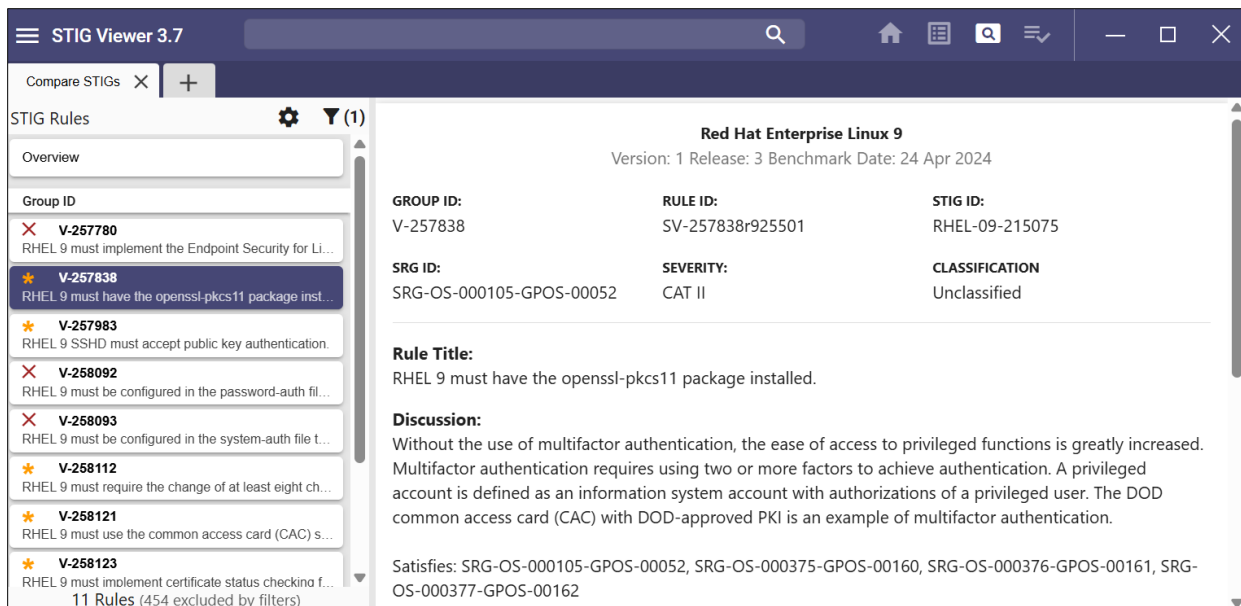 STIG Viewer 3.7
Compare STIGs
STIG Rules
(1)
Overview
Group ID
V-257780
RHEL 9 must implement the Endpoint Security for Li...
V-257838
RHEL 9 must have the openssl-pkcs11 package inst...
V-257983
RHEL 9 SSHD must accept public key authentication.
V-258092
RHEL 9 must be configured in the password-auth fil...
V-258093
RHEL 9 must be configured in the system-auth file t...
V-258112
RHEL 9 must require the change of at least eight ch...
V-258121
RHEL 9 must use the common access card (CAC) s...
V-258123
RHEL 9 must implement certificate status checking f...
11 Rules (454 excluded by filters)
Red Hat Enterprise Linux 9
Version: 1 Release: 3 Benchmark Date: 24 Apr 2024
GROUP ID: RULE ID: STIG ID:
V-257838 SV-257838r925501 RHEL-09-215075
SRG ID: SEVERITY: CLASSIFICATION
SRG-OS-000105-GPOS-00052 CAT II Unclassified
Rule Title:
RHEL 9 must have the openssl-pkcs11 package installed.
Discussion:
Without the use of multifactor authentication, the ease of access to privileged functions is greatly increased.
Multifactor authentication requires using two or more factors to achieve authentication. A privileged
account is defined as an information system account with authorizations of a privileged user. The DOD
common access card (CAC) with DOD-approved PKI is an example of multifactor authentication.
Satisfies: SRG-OS-000105-GPOS-00052, SRG-OS-000375-GPOS-00160, SRG-OS-000376-GPOS-00161, SRG-
OS-000377-GPOS-00162